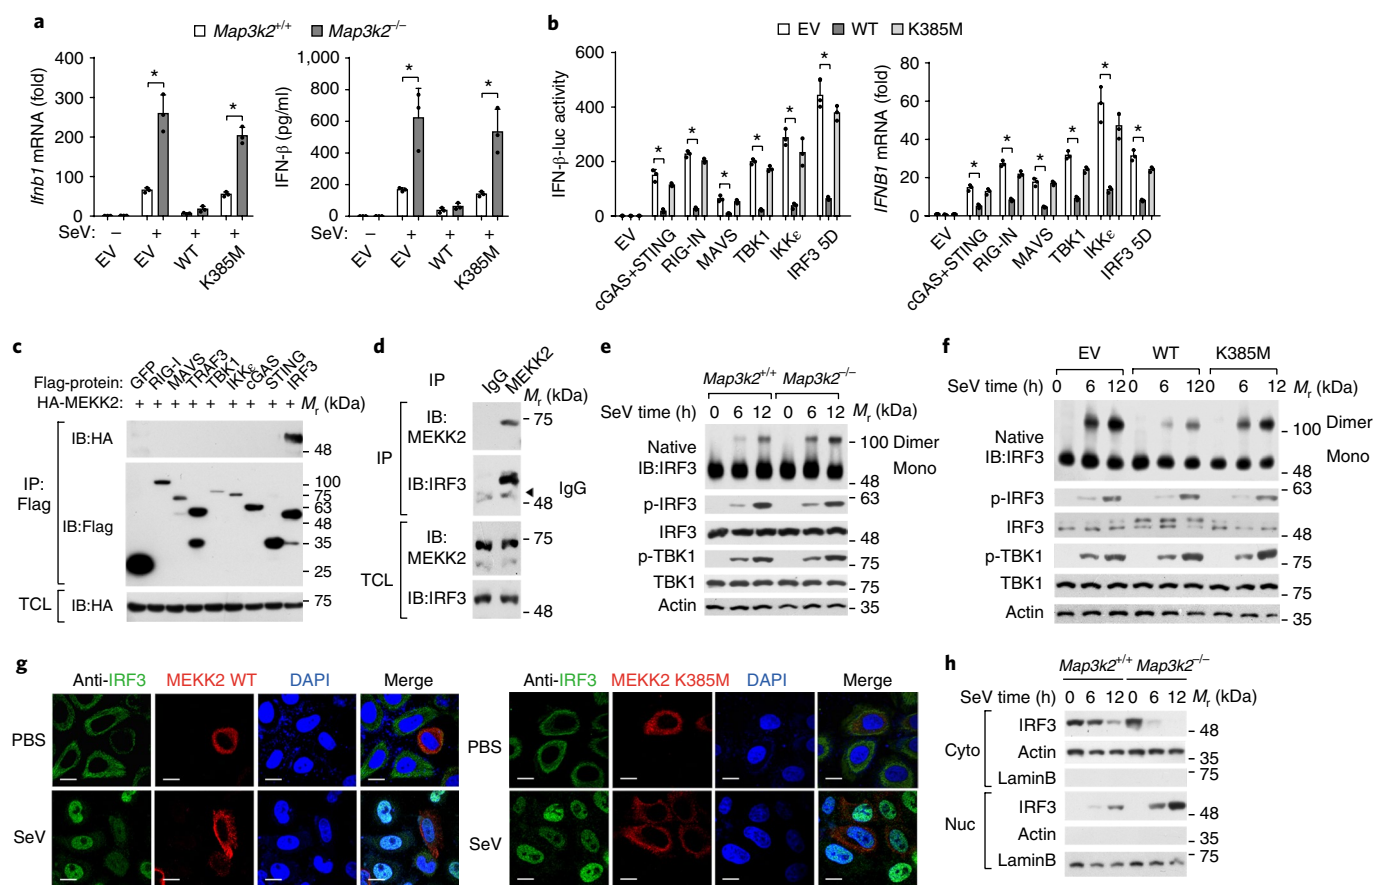 a
Map3k2+/+ Map3k2–/–
Ifnb1 mRNA (fold)
400
300
200
100
0
SeV: – + + +
EV EV WT K385M
* *
IFN-β (pg/ml)
1,000
800
600
400
200
0
SeV: – + + +
EV EV WT K385M
* *
b
EV WT K385M
IFN-β-luc activity
600
400
200
0
* * * * * *
EV cGAS+STING RIG-IN MAVS TBK1 IKKε IRF3 5D
IFNB1 mRNA (fold)
80
60
40
20
0
* * * * * *
EV cGAS+STING RIG-IN MAVS TBK1 IKKε IRF3 5D
c
Flag-protein: GFP RIG-I MAVS TRAF3 TBK1 IKKε cGAS STING IRF3
HA-MEKK2: + + + + + + + + + Mr (kDa)
IP: Flag
IB:HA
48
IB:Flag
100
75
63
48
35
25
TCL IB:HA 75
d
IP IgG MEKK2
Mr (kDa)
IP
IB: MEKK2
75
IB:IRF3 IgG
48
TCL
IB: MEKK2
75
IB:IRF3
48
e
Map3k2+/+ Map3k2–/–
SeV time (h) 0 6 12 0 6 12 Mr (kDa)
Native IB:IRF3
100 Dimer
Mono
48
p-IRF3 63
IRF3 48
p-TBK1 75
TBK1 75
Actin 35
f
EV WT K385M
SeV time (h) 0 6 12 0 6 12 0 6 12 Mr (kDa)
Native IB:IRF3
100 Dimer
Mono
48
p-IRF3 63
IRF3 48
p-TBK1 75
TBK1 75
Actin 35
g
Anti-IRF3 MEKK2 WT DAPI Merge
PBS
SeV
Anti-IRF3 MEKK2 K385M DAPI Merge
PBS
SeV
h
Map3k2+/+ Map3k2–/–
SeV time (h) 0 6 12 0 6 12 Mr (kDa)
Cyto
IRF3 48
Actin 35
LaminB 75
Nuc
IRF3 48
Actin 35
LaminB 75